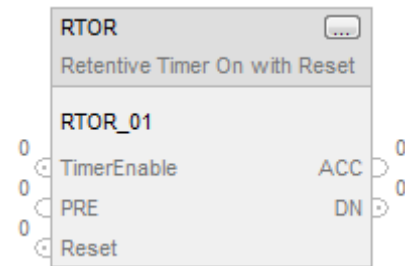 RTOR ...
Retentive Timer On with Reset
RTOR_01
0 TimerEnable ACC 0
0 PRE DN 0
0 Reset